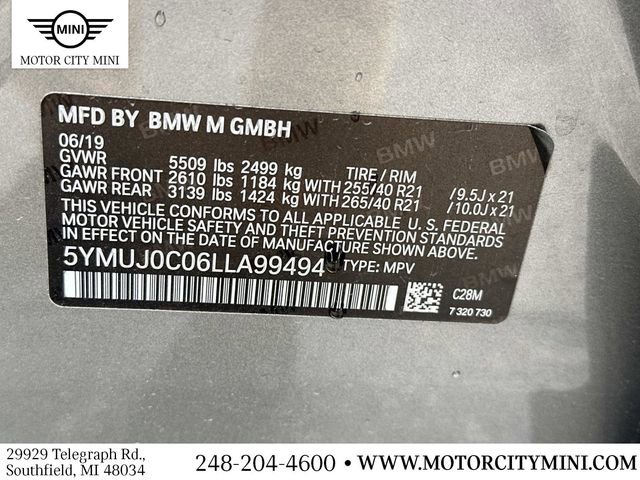 MINI
MOTOR CITY MINI
MFD BY BMW M GMBH
06/19
GVWR 5509 lbs 2499 kg TIRE / RIM
GAWR FRONT 2610 lbs 1184 kg WITH 255/40 R21 / 9.5J x 21
GAWR REAR 3139 lbs 1424 kg WITH 265/40 R21 / 10.0J x 21
THIS VEHICLE CONFORMS TO ALL APPLICABLE U. S. FEDERAL
MOTOR VEHICLE SAFETY, BUMPER, AND THEFT PREVENTION STANDARDS
IN EFFECT ON THE DATE OF MANUFACTURE SHOWN ABOVE.
5YMUJ0C06LLA99494 TYPE: MPV
C28M
7 320 730
BMW
BMW
29929 Telegraph Rd.,
Southfield, MI 48034
248-204-4600 • WWW.MOTORCITYMINI.COM